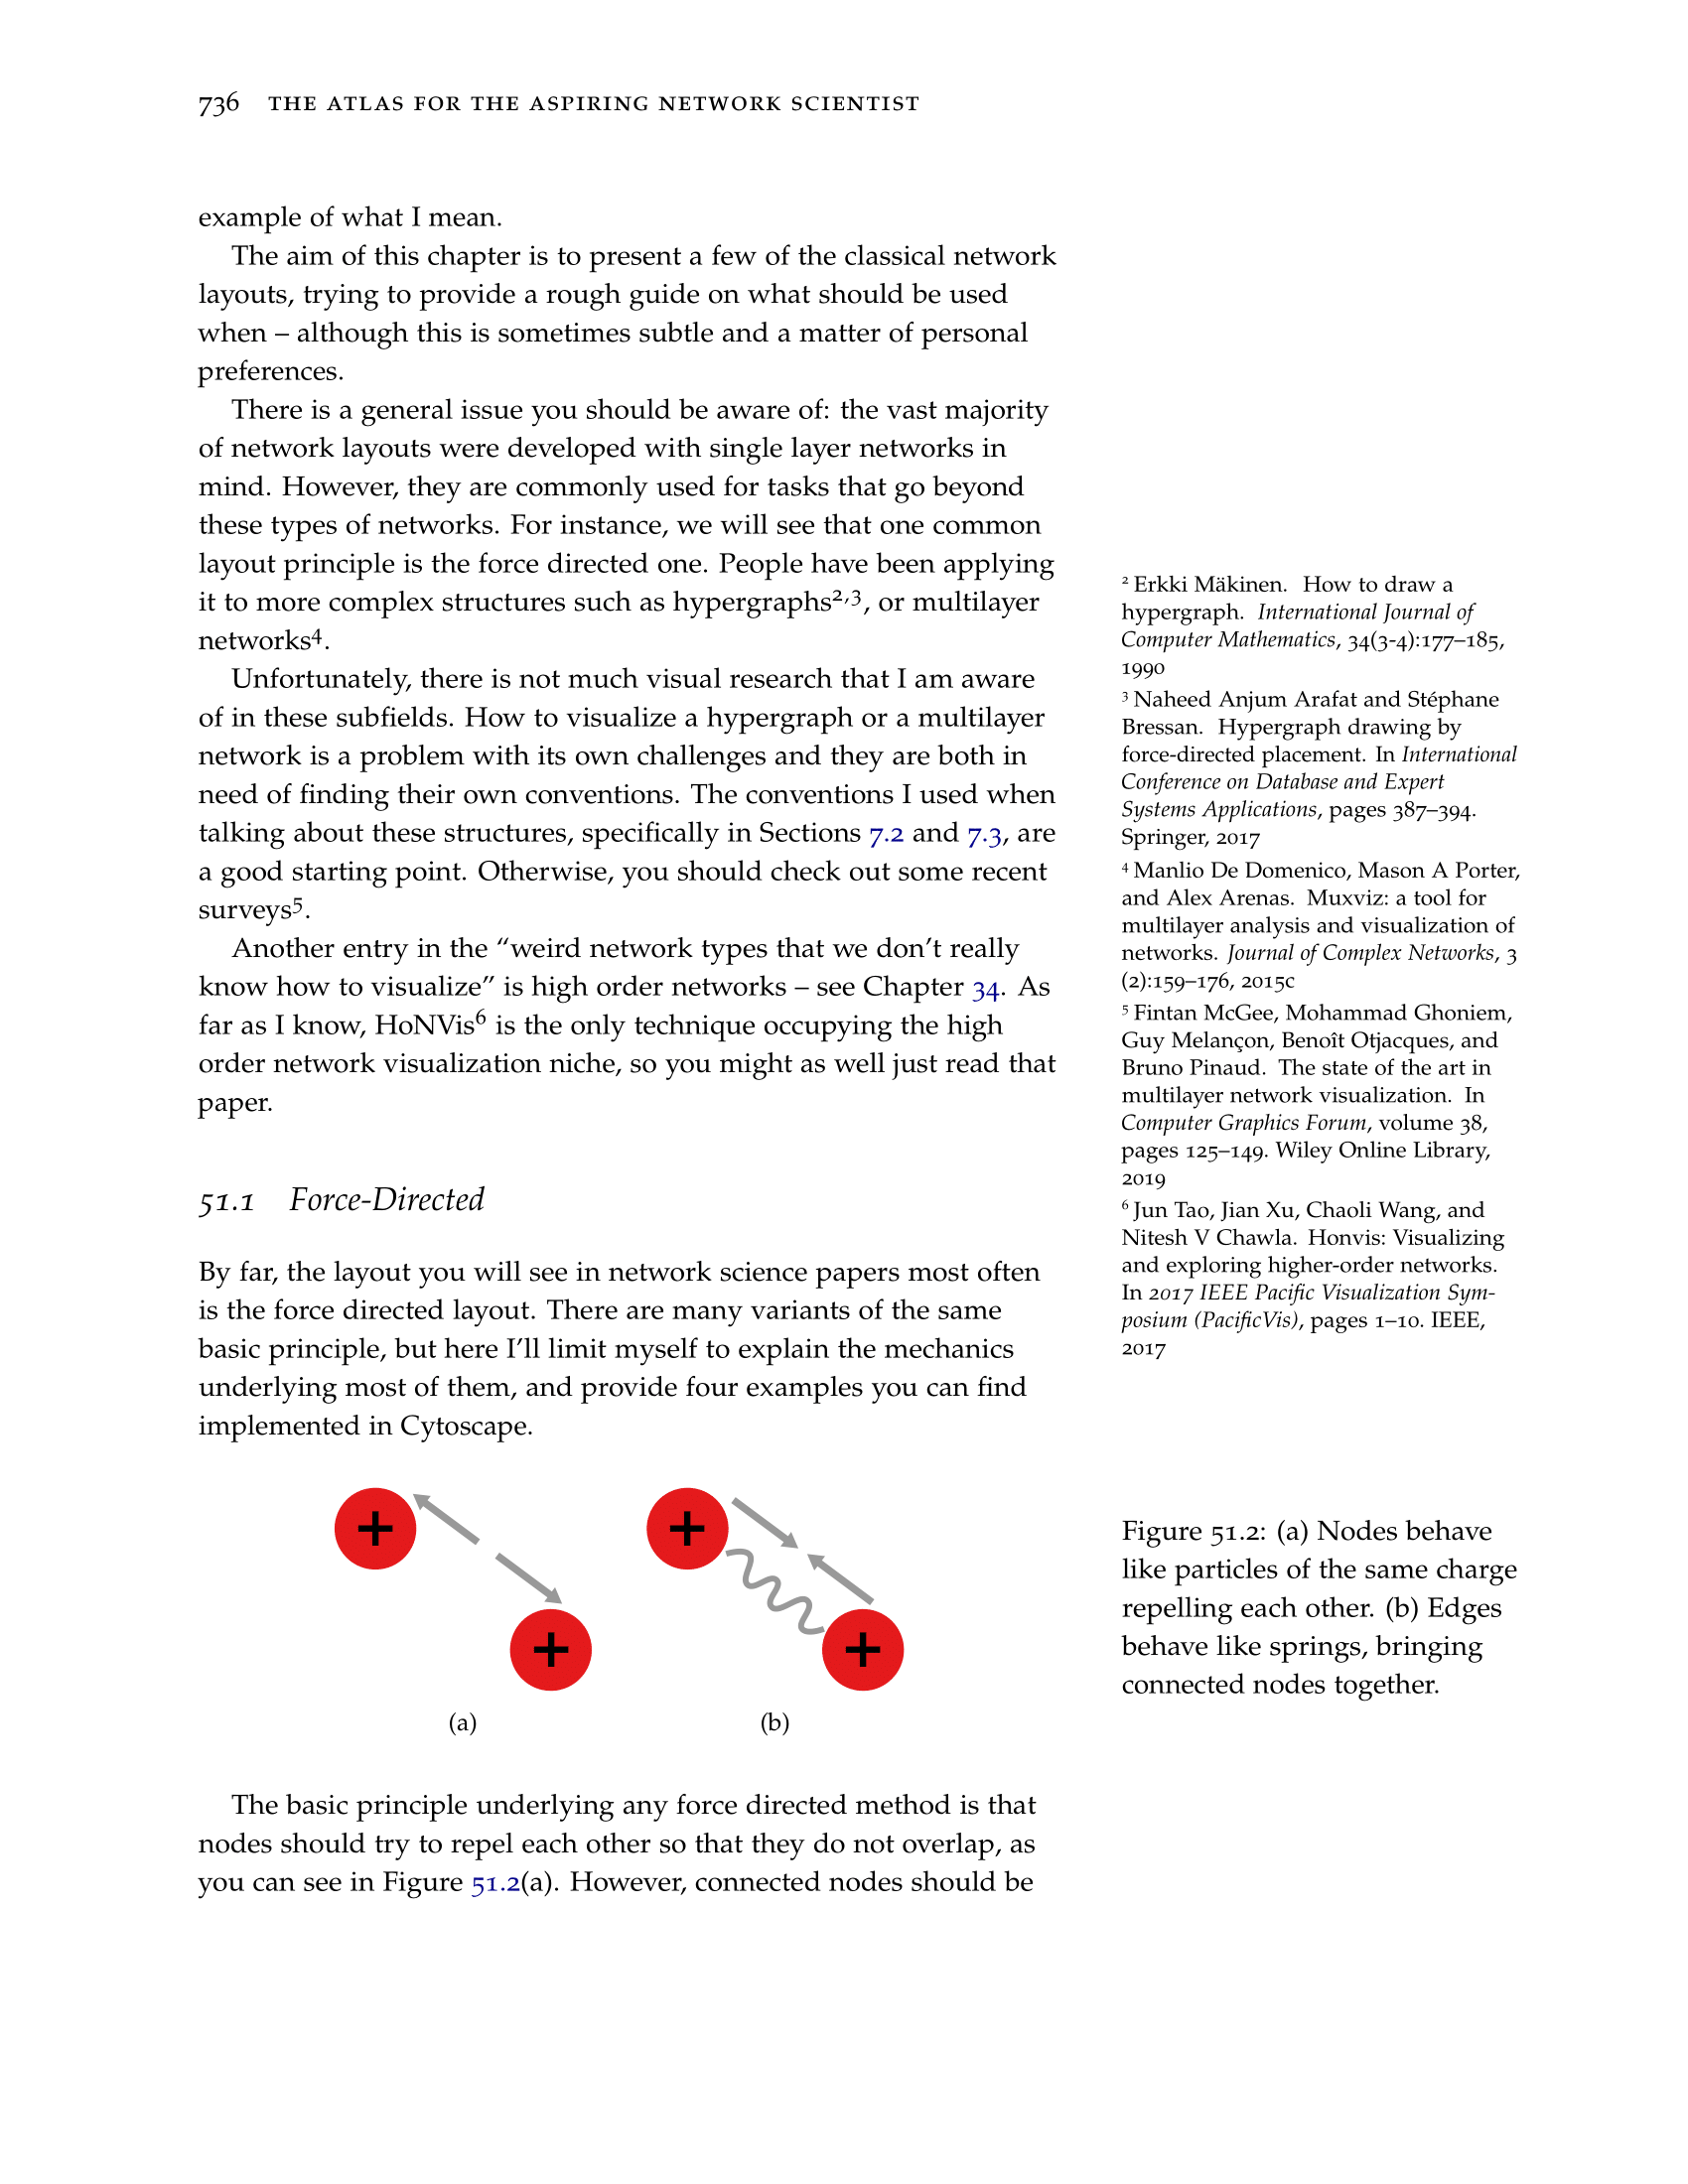 736 THE ATLAS FOR THE ASPIRING NETWORK SCIENTIST
example of what I mean.
The aim of this chapter is to present a few of the classical network
layouts, trying to provide a rough guide on what should be used
when – although this is sometimes subtle and a matter of personal
preferences.
There is a general issue you should be aware of: the vast majority
of network layouts were developed with single layer networks in
mind. However, they are commonly used for tasks that go beyond
these types of networks. For instance, we will see that one common
layout principle is the force directed one. People have been applying
it to more complex structures such as hypergraphs2,3, or multilayer
networks4.
Unfortunately, there is not much visual research that I am aware
of in these subfields. How to visualize a hypergraph or a multilayer
network is a problem with its own challenges and they are both in
need of finding their own conventions. The conventions I used when
talking about these structures, specifically in Sections 7.2 and 7.3, are
a good starting point. Otherwise, you should check out some recent
surveys5.
Another entry in the “weird network types that we don’t really
know how to visualize” is high order networks – see Chapter 34. As
far as I know, HoNVis6 is the only technique occupying the high
order network visualization niche, so you might as well just read that
paper.
2 Erkki Mäkinen. How to draw a
hypergraph. International Journal of
Computer Mathematics, 34(3-4):177–185,
1990
3 Naheed Anjum Arafat and Stéphane
Bressan. Hypergraph drawing by
force-directed placement. In International
Conference on Database and Expert
Systems Applications, pages 387–394.
Springer, 2017
4 Manlio De Domenico, Mason A Porter,
and Alex Arenas. Muxviz: a tool for
multilayer analysis and visualization of
networks. Journal of Complex Networks, 3
(2):159–176, 2015c
5 Fintan McGee, Mohammad Ghoniem,
Guy Melançon, Benoît Otjacques, and
Bruno Pinaud. The state of the art in
multilayer network visualization. In
Computer Graphics Forum, volume 38,
pages 125–149. Wiley Online Library,
2019
6 Jun Tao, Jian Xu, Chaoli Wang, and
Nitesh V Chawla. Honvis: Visualizing
and exploring higher-order networks.
In 2017 IEEE Pacific Visualization Sym-
posium (PacificVis), pages 1–10. IEEE,
2017
51.1 Force-Directed
By far, the layout you will see in network science papers most often
is the force directed layout. There are many variants of the same
basic principle, but here I’ll limit myself to explain the mechanics
underlying most of them, and provide four examples you can find
implemented in Cytoscape.
+ +
+ +
(a) (b)
Figure 51.2: (a) Nodes behave
like particles of the same charge
repelling each other. (b) Edges
behave like springs, bringing
connected nodes together.
The basic principle underlying any force directed method is that
nodes should try to repel each other so that they do not overlap, as
you can see in Figure 51.2(a). However, connected nodes should be